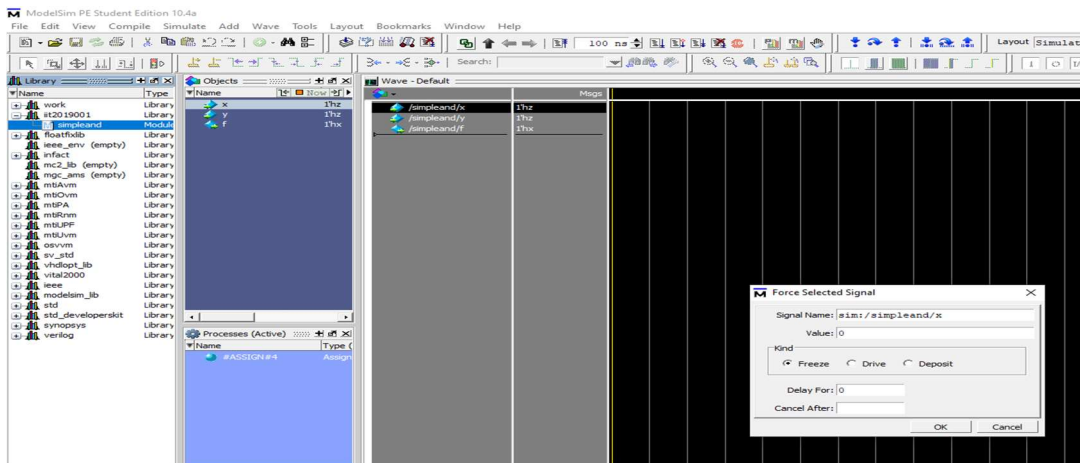 ModelSim PE Student Edition 10.4a
File Edit View Compile Simulate Add Wave Tools Layout Bookmarks Window Help
100 ns
Layout Simulat
Search:
Library
Name Type
work Library
iit2019001 Library
simpleand Module
floatfixlib Library
ieee_env (empty) Library
infact Library
mc2_lib (empty) Library
mgc_ams (empty) Library
mtiAvm Library
mtiOvm Library
mtiPA Library
mtiRnm Library
mtiUPF Library
mtiUvm Library
osvvm Library
sv_std Library
vhdlopt_lib Library
vital2000 Library
ieee Library
modelsim_lib Library
std Library
std_developerskit Library
synopsys Library
verilog Library
Objects
Name Now
x 1'hz
y 1'hz
f 1'hx
Processes (Active)
Name Type (
#ASSIGN#4 Assign
Wave - Default
Msgs
/simpleand/x 1'hz
/simpleand/y 1'hz
/simpleand/f 1'hx
Force Selected Signal
Signal Name: sim:/simpleand/x
Value: 0
Kind
Freeze Drive Deposit
Delay For: 0
Cancel After:
OK Cancel